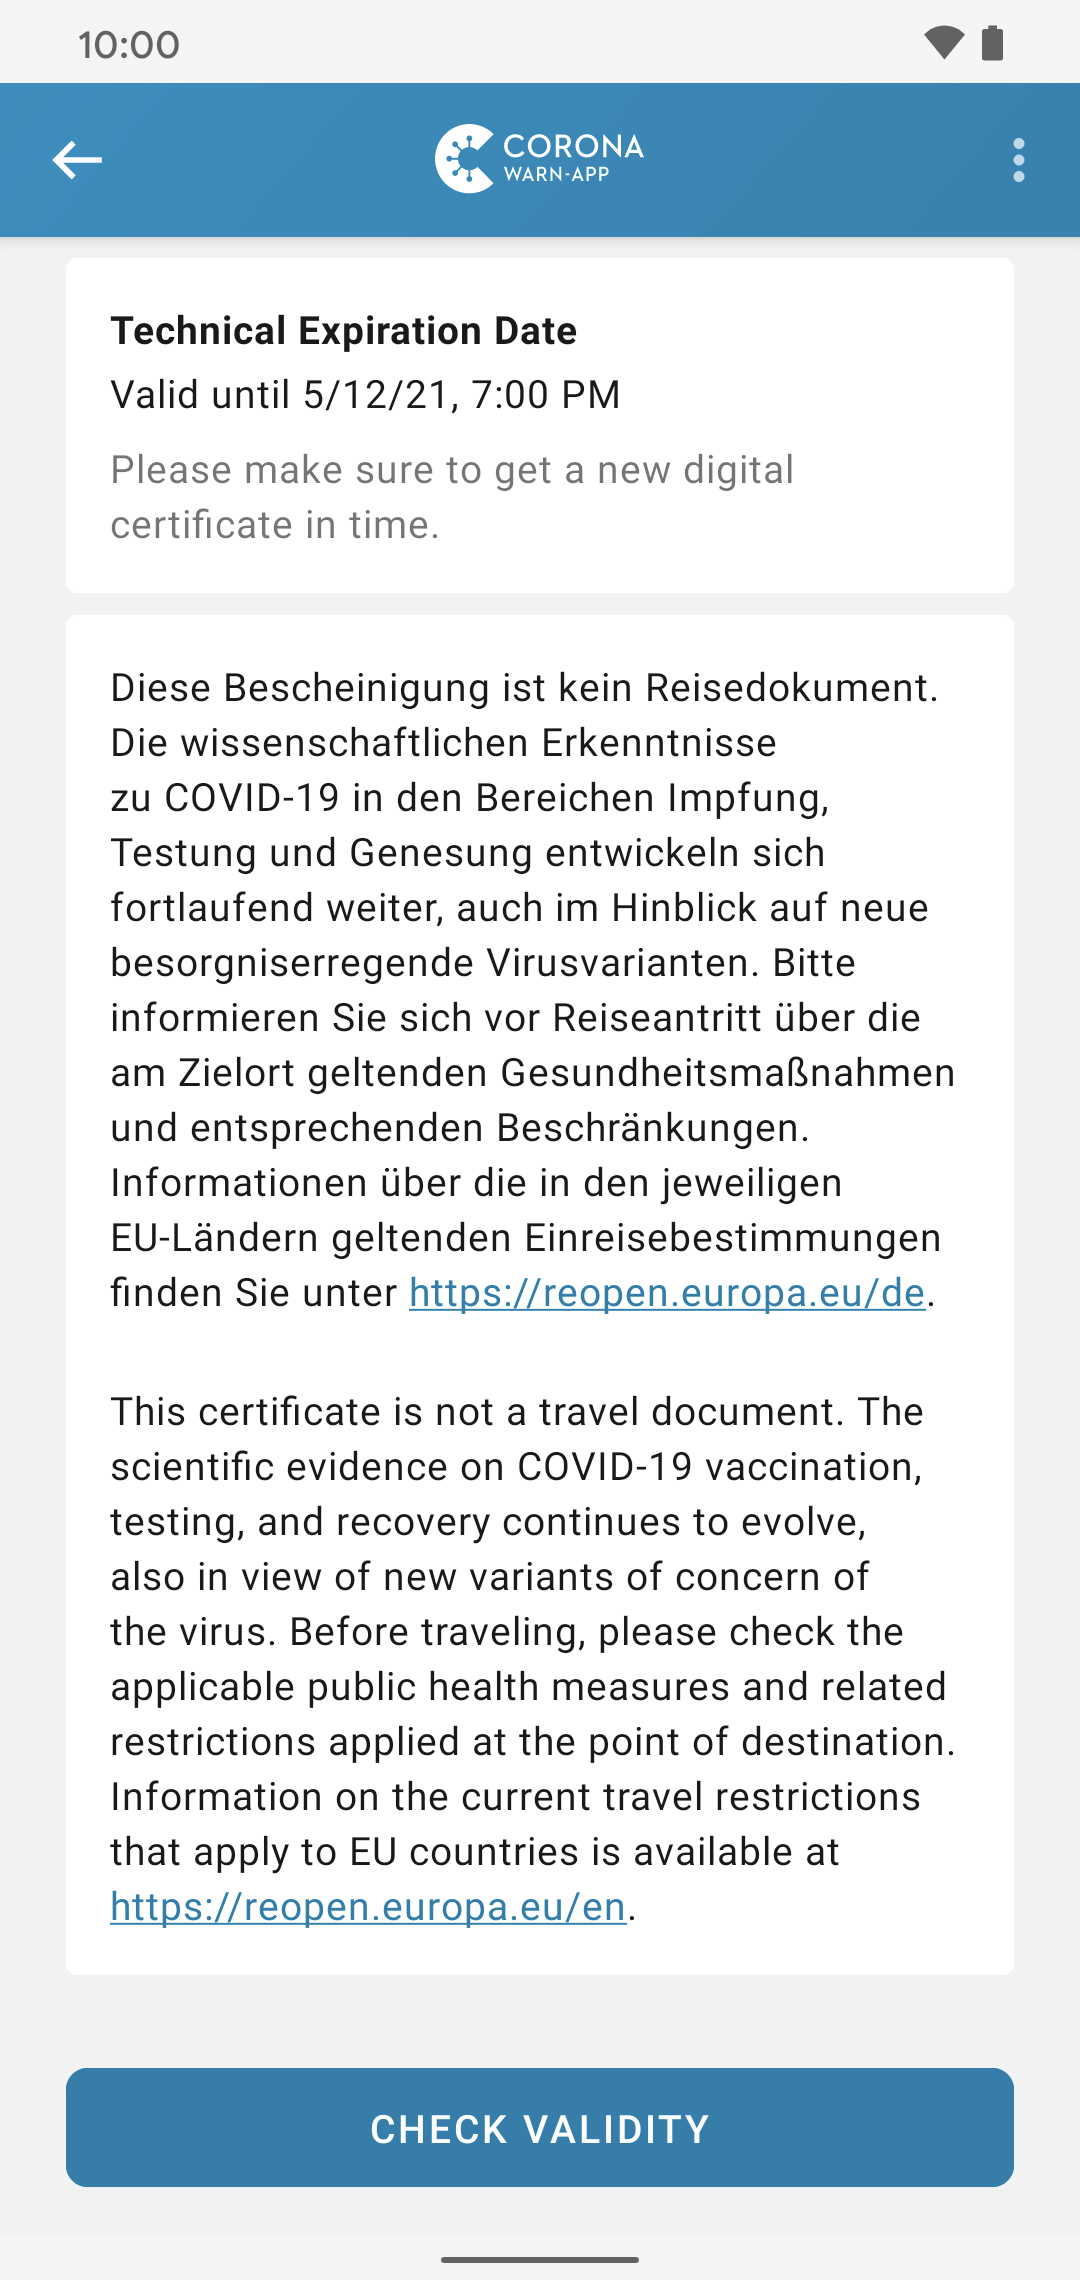 10:00
CORONA
WARN-APP
Technical Expiration Date
Valid until 5/12/21, 7:00 PM
Please make sure to get a new digital
certificate in time.
Diese Bescheinigung ist kein Reisedokument.
Die wissenschaftlichen Erkenntnisse
zu COVID-19 in den Bereichen Impfung,
Testung und Genesung entwickeln sich
fortlaufend weiter, auch im Hinblick auf neue
besorgniserregende Virusvarianten. Bitte
informieren Sie sich vor Reiseantritt über die
am Zielort geltenden Gesundheitsmaßnahmen
und entsprechenden Beschränkungen.
Informationen über die in den jeweiligen
EU-Ländern geltenden Einreisebestimmungen
finden Sie unter https://reopen.europa.eu/de.
This certificate is not a travel document. The
scientific evidence on COVID-19 vaccination,
testing, and recovery continues to evolve,
also in view of new variants of concern of
the virus. Before traveling, please check the
applicable public health measures and related
restrictions applied at the point of destination.
Information on the current travel restrictions
that apply to EU countries is available at
https://reopen.europa.eu/en.
CHECK VALIDITY